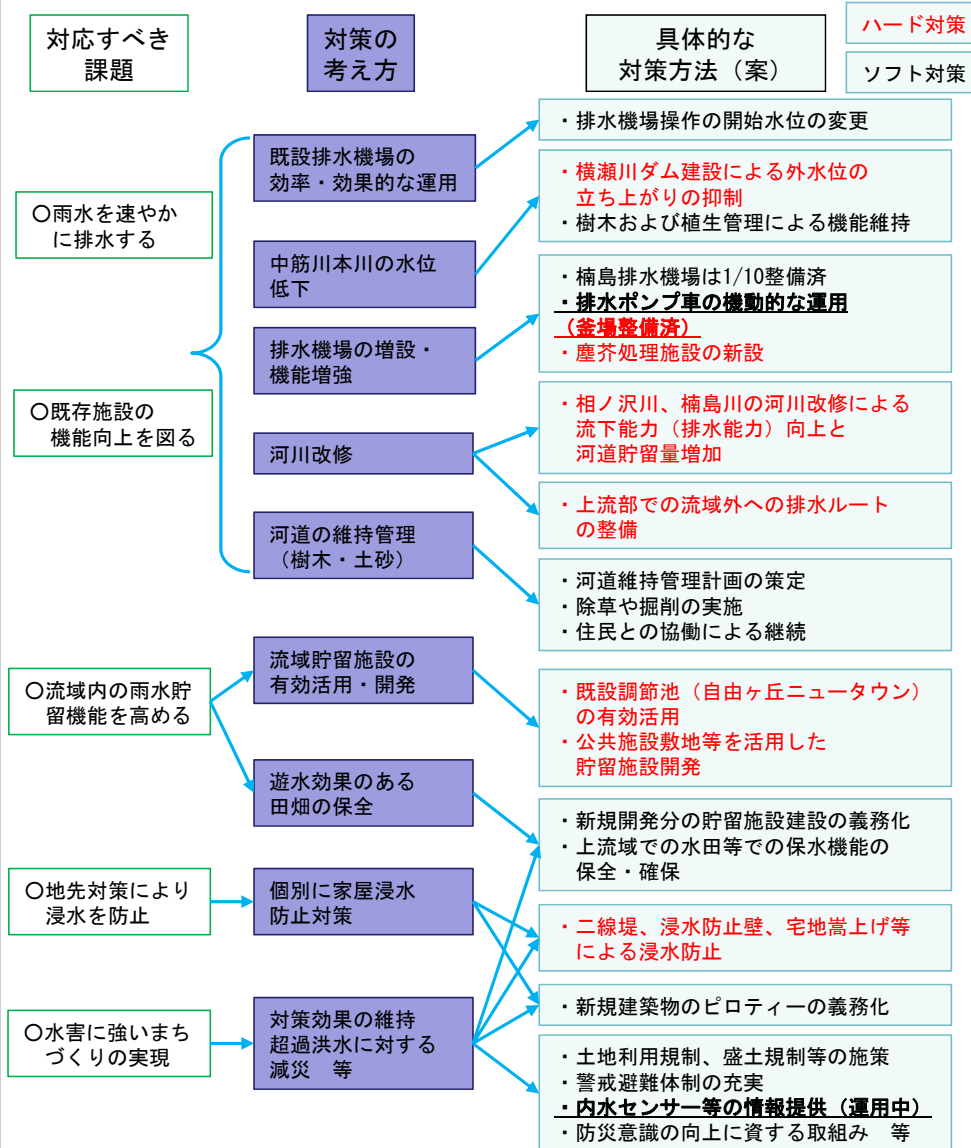 対応すべき
課題
対策の
考え方
具体的な
対策方法（案）
ハード対策
ソフト対策
〇雨水を速やか
に排水する
〇既存施設の
機能向上を図る
〇流域内の雨水貯
留機能を高める
〇地先対策により
浸水を防止
〇水害に強いまち
づくりの実現
既設排水機場の
効率・効果的な運用
中筋川本川の水位
低下
排水機場の増設・
機能増強
河川改修
河道の維持管理
（樹木・土砂）
流域貯留施設の
有効活用・開発
遊水効果のある
田畑の保全
個別に家屋浸水
防止対策
対策効果の維持
超過洪水に対する
減災　等
・排水機場操作の開始水位の変更
・横瀬川ダム建設による外水位の
立ち上がりの抑制
・樹木および植生管理による機能維持
・楠島排水機場は1/10整備済
・排水ポンプ車の機動的な運用
（釜場整備済）
・塵芥処理施設の新設
・相ノ沢川、楠島川の河川改修による
流下能力（排水能力）向上と
河道貯留量増加
・上流部での流域外への排水ルート
の整備
・河道維持管理計画の策定
・除草や掘削の実施
・住民との協働による継続
・既設調節池（自由ヶ丘ニュータウン）
の有効活用
・公共施設敷地等を活用した
貯留施設開発
・新規開発分の貯留施設建設の義務化
・上流域での水田等での保水機能の
保全・確保
・二線堤、浸水防止壁、宅地嵩上げ等
による浸水防止
・新規建築物のピロティーの義務化
・土地利用規制、盛土規制等の施策
・警戒避難体制の充実
・内水センサー等の情報提供（運用中）
・防災意識の向上に資する取組み　等